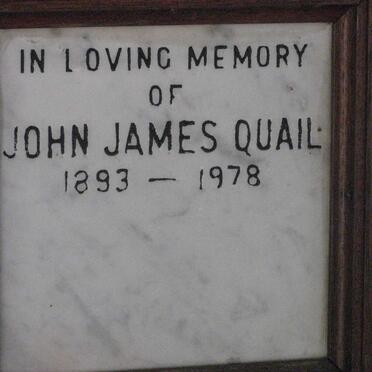 IN LOVING MEMORY
OF
JOHN JAMES QUAIL
1893 — 1978